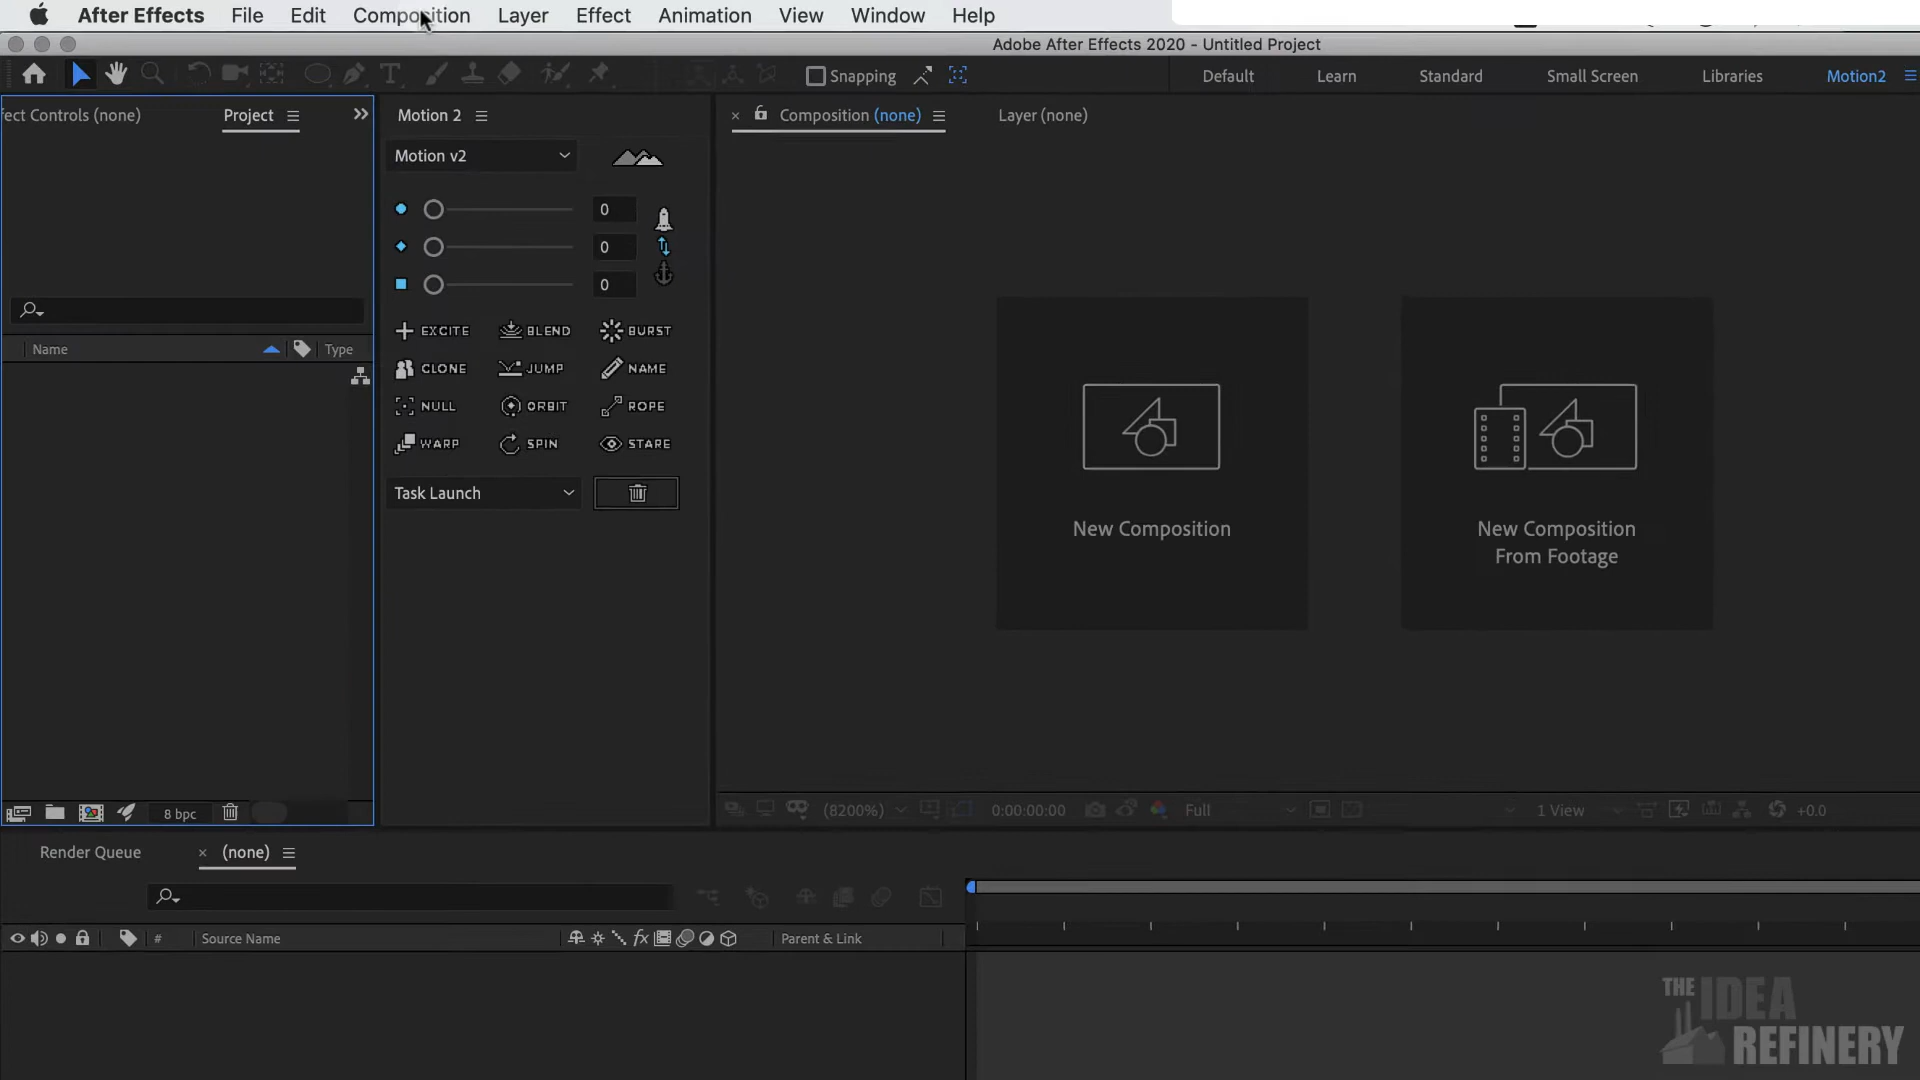 After Effects File Edit Composition Layer Effect Animation View Window Help
Adobe After Effects 2020 - Untitled Project
Snapping Default Learn Standard Small Screen Libraries Motion2
fect Controls (none) Project
Motion 2
Composition (none)
Layer (none)
Motion v2
0
0
0
EXCITE BLEND BURST
CLONE JUMP NAME
NULL ORBIT ROPE
WARP SPIN STARE
Task Launch
Name Type
New Composition
New Composition
From Footage
8 bpc
(8200%) 0:00:00:00 Full 1 View +0.0
Render Queue (none)
# Source Name fx Parent & Link
THE IDEA
REFINERY